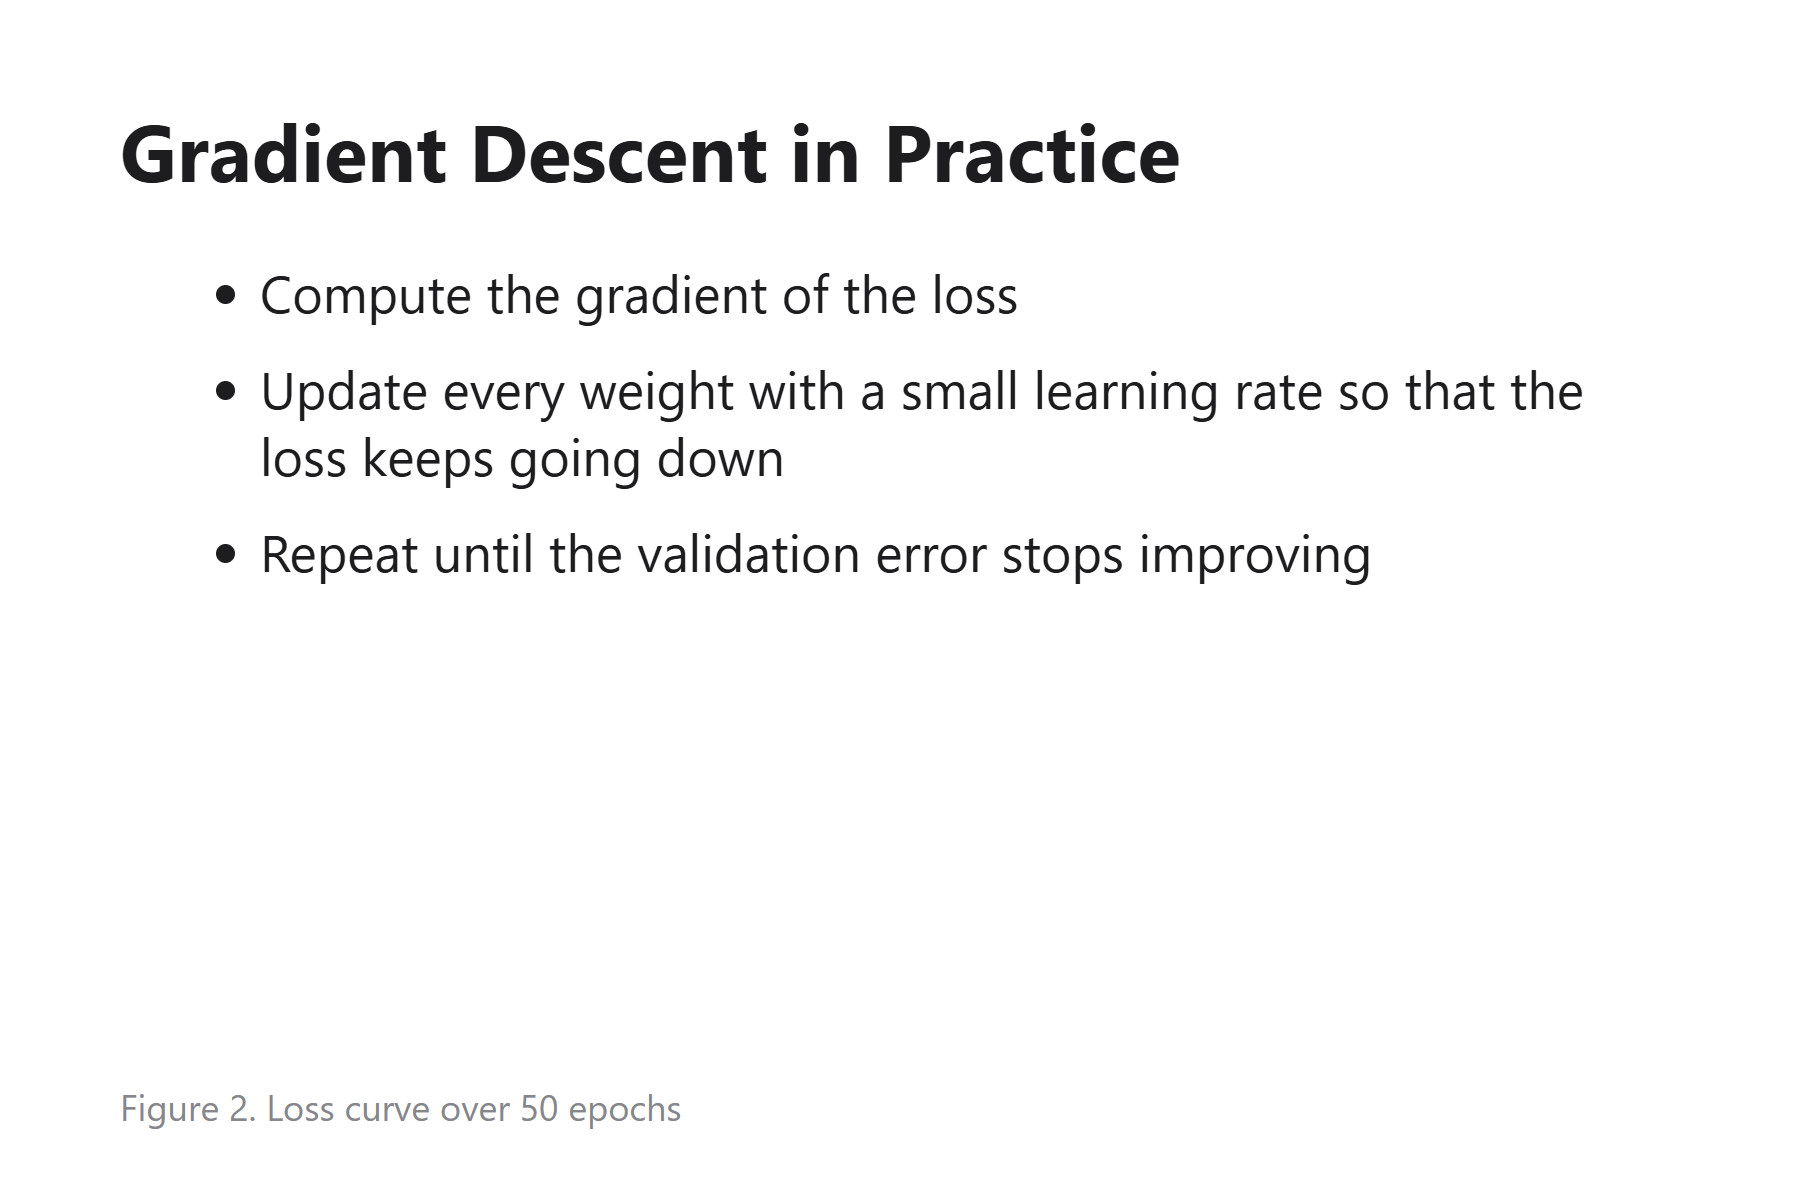 Gradient Descent in Practice
• Compute the gradient of the loss
• Update every weight with a small learning rate so that the
loss keeps going down
• Repeat until the validation error stops improving
Figure 2. Loss curve over 50 epochs